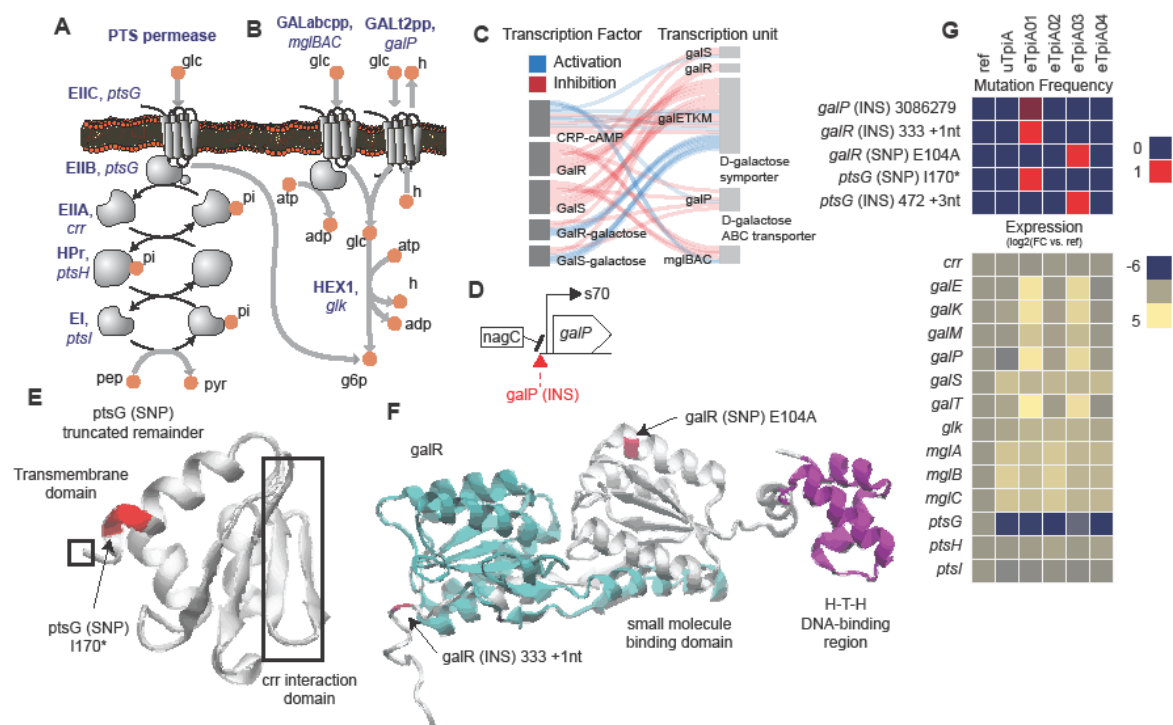 A
PTS permease
glc
EIIC, ptsG
EIIB, ptsG
EIIA,
crr
pi
HPr,
ptsH
pi
EI,
ptsI
pi
pep
pyr
B
GALabcpp,
mglBAC
GALt2pp,
galP
glc
glc
h
atp
adp
h
glc
atp
HEX1,
glk
h
adp
g6p
C
Transcription Factor
Transcription unit
Activation
Inhibition
CRP-cAMP
GalR
GalS
GalR-galactose
GalS-galactose
galS
galR
galETKM
D-galactose
symporter
galP
D-galactose
ABC transporter
mglBAC
D
s70
nagC
galP
galP (INS)
E
ptsG (SNP)
truncated remainder
Transmembrane
domain
ptsG (SNP)
I170*
crr interaction
domain
F
galR
galR (SNP) E104A
galR (INS) 333 +1nt
small molecule
binding domain
H-T-H
DNA-binding
region
G
ref
uTpiA
eTpiA01
eTpiA02
eTpiA03
eTpiA04
Mutation Frequency
galP (INS) 3086279
galR (INS) 333 +1nt
galR (SNP) E104A
ptsG (SNP) I170*
ptsG (INS) 472 +3nt
0
1
Expression
(log2(FC vs. ref)
crr
galE
galK
galM
galP
galS
galT
glk
mglA
mglB
mglC
ptsG
ptsH
ptsI
-6
5